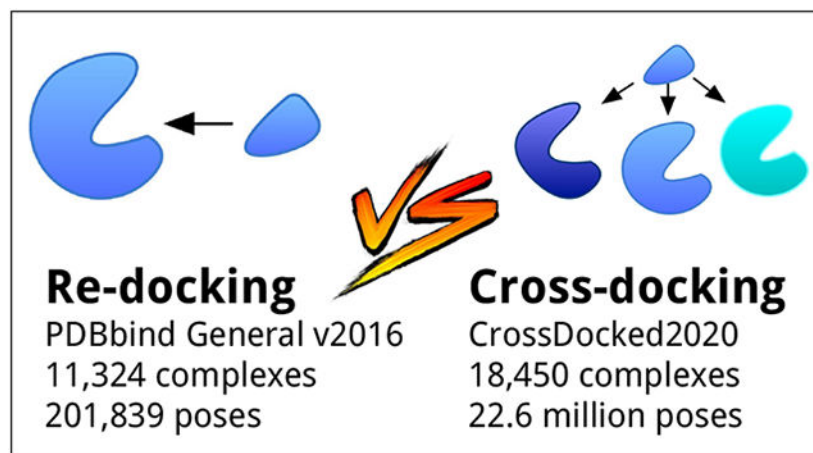 VS
Re-docking
PDBbind General v2016
11,324 complexes
201,839 poses
Cross-docking
CrossDocked2020
18,450 complexes
22.6 million poses